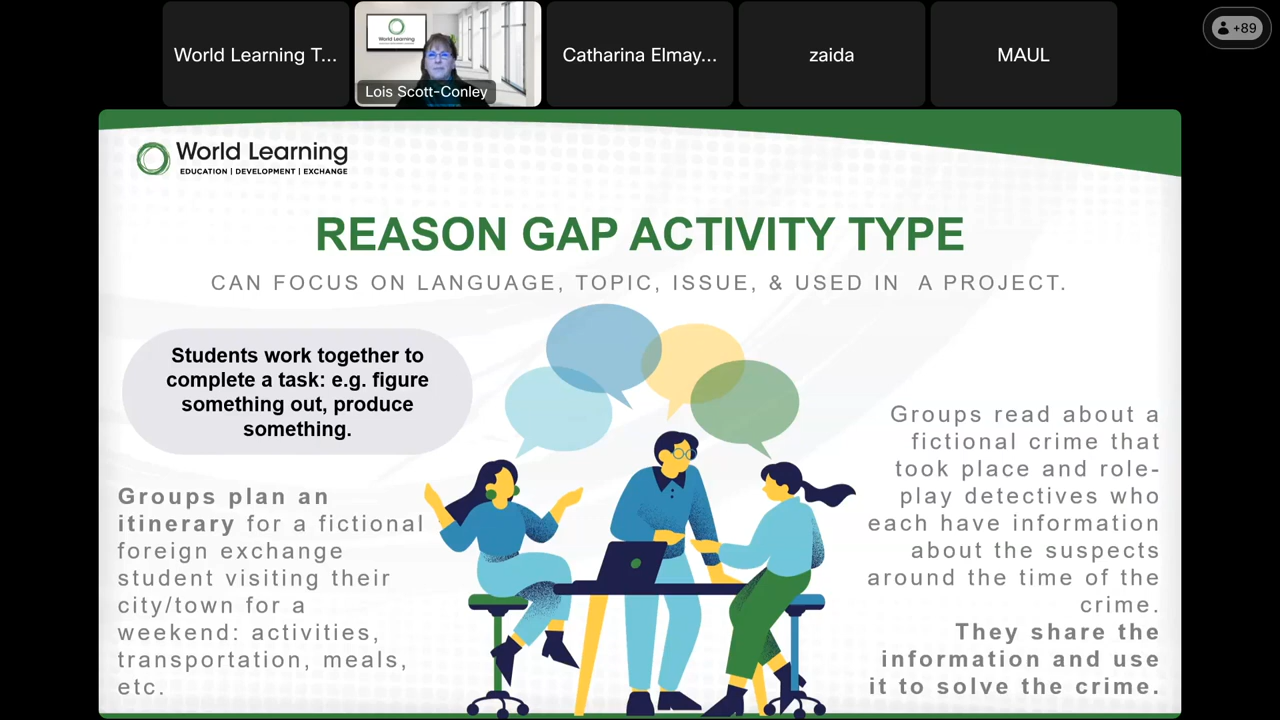 World Learning T...
Lois Scott-Conley
Catharina Elmay...
zaida
MAUL
+89
World Learning
World Learning
EDUCATION | DEVELOPMENT | EXCHANGE
REASON GAP ACTIVITY TYPE
CAN FOCUS ON LANGUAGE, TOPIC, ISSUE, & USED IN A PROJECT.
Students work together to
complete a task: e.g. figure
something out, produce
something.
Groups plan an
itinerary for a fictional
foreign exchange
student visiting their
city/town for a
weekend: activities,
transportation, meals,
etc.
Groups read about a
fictional crime that
took place and role-
play detectives who
each have information
about the suspects
around the time of the
crime.
They share the
information and use
it to solve the crime.